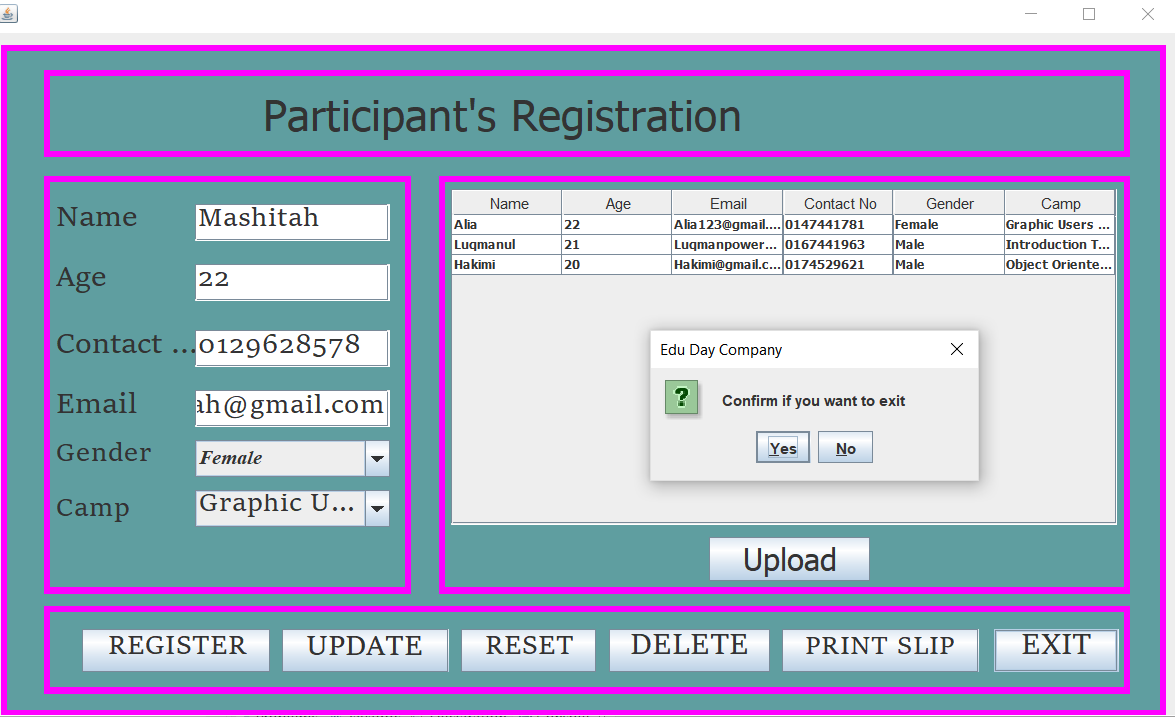 Participant's Registration
Name Mashitah
Age 22
Contact ... 0129628578
Email ah@gmail.com
Gender Female
Camp Graphic U...
Name Age Email Contact No Gender Camp
Alia 22 Alia123@gmail.... 0147441781 Female Graphic Users ...
Luqmanul 21 Luqmanpower... 0167441963 Male Introduction T...
Hakimi 20 Hakimi@gmail.c... 0174529621 Male Object Oriente...
Edu Day Company
Confirm if you want to exit
Yes No
Upload
REGISTER UPDATE RESET DELETE PRINT SLIP EXIT